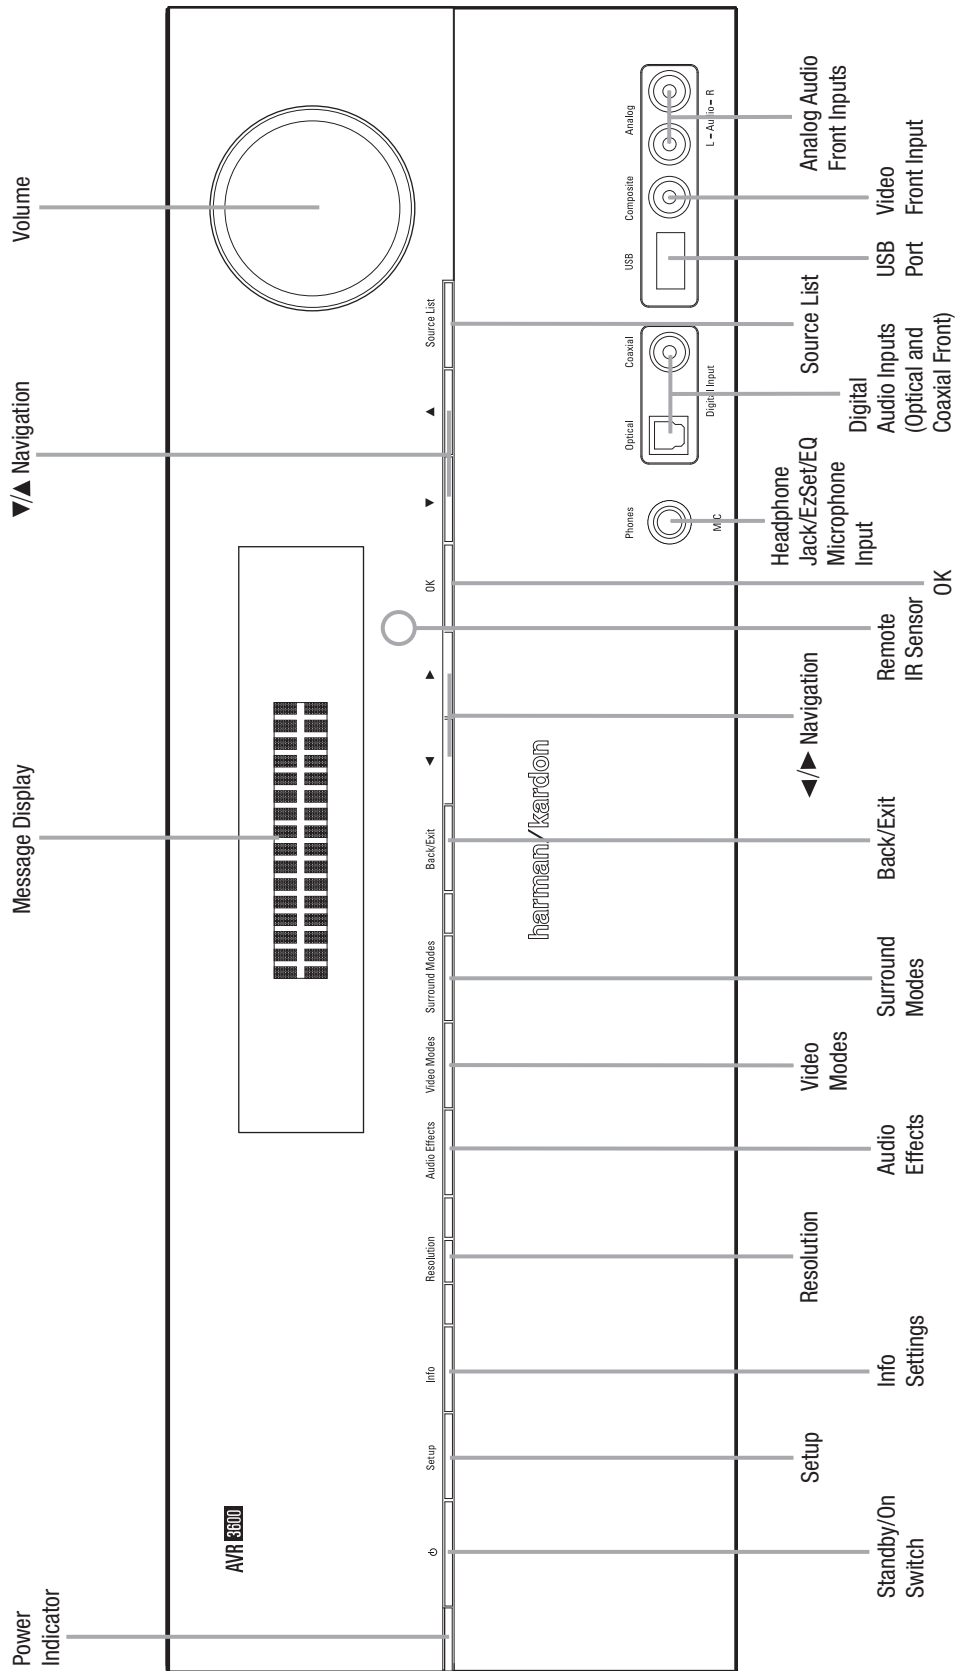 Power
Indicator
Message Display
▼/▲ Navigation
Volume
AVR 3600
Setup
Info
Resolution
Audio Effects
Video Modes
Surround Modes
Back/Exit
◀
▶
OK
▼
▲
Source List
harman/kardon
Phones
MIC
Optical
Coaxial
Digital Input
USB
Composite
Analog
L – Audio – R
Standby/On
Switch
Setup
Info
Settings
Resolution
Audio
Effects
Video
Modes
Surround
Modes
Back/Exit
◀/▶ Navigation
Remote
IR Sensor
OK
Headphone
Jack/EzSet/EQ
Microphone
Input
Digital
Audio Inputs
(Optical and
Coaxial Front)
Source List
USB
Port
Video
Front Input
Analog Audio
Front Inputs